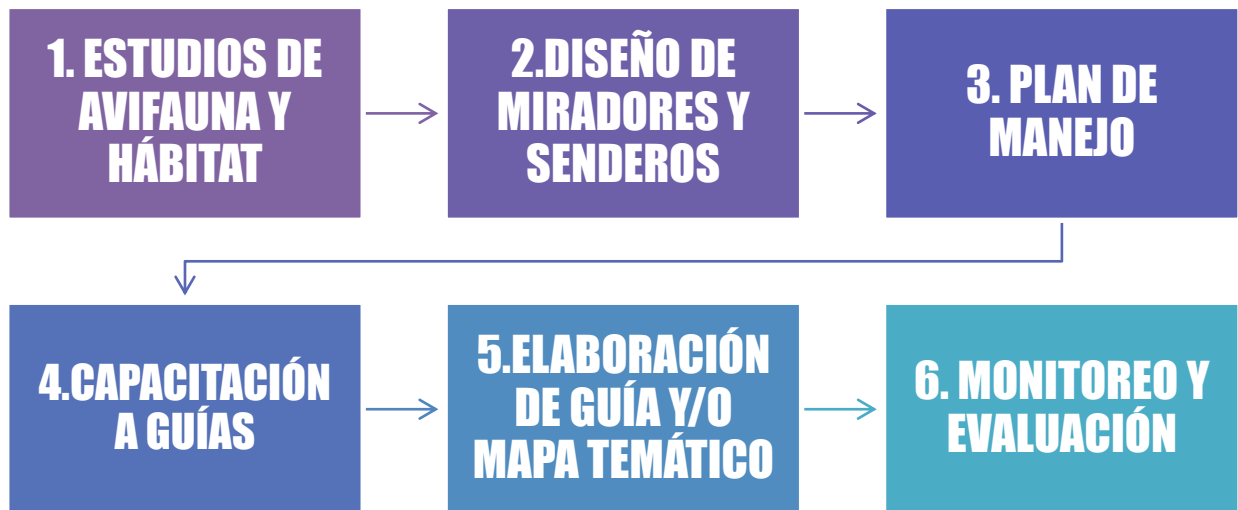 1. ESTUDIOS DE
AVIFAUNA Y
HÁBITAT
2.DISEÑO DE
MIRADORES Y
SENDEROS
3. PLAN DE
MANEJO
4.CAPACITACIÓN
A GUÍAS
5.ELABORACIÓN
DE GUÍA Y/O
MAPA TEMÁTICO
6. MONITOREO Y
EVALUACIÓN